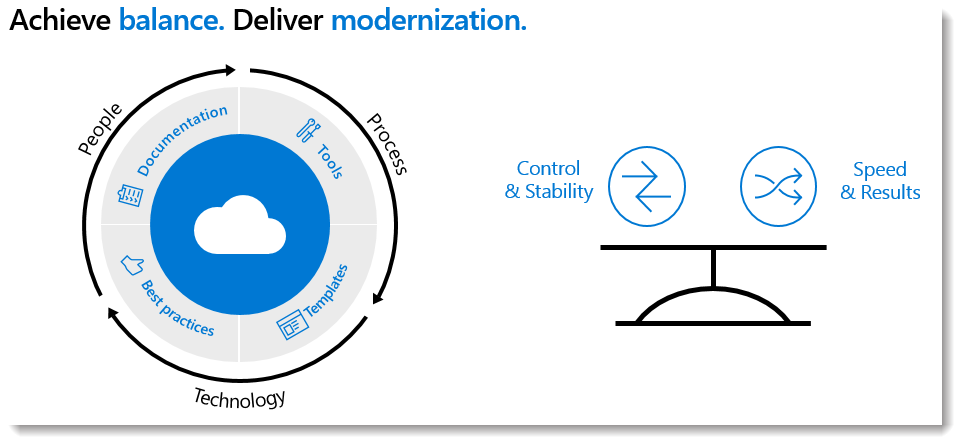 Achieve balance. Deliver modernization.
People
Process
Documentation
Tools
Best practices
Templates
Technology
Control
& Stability
Speed
& Results